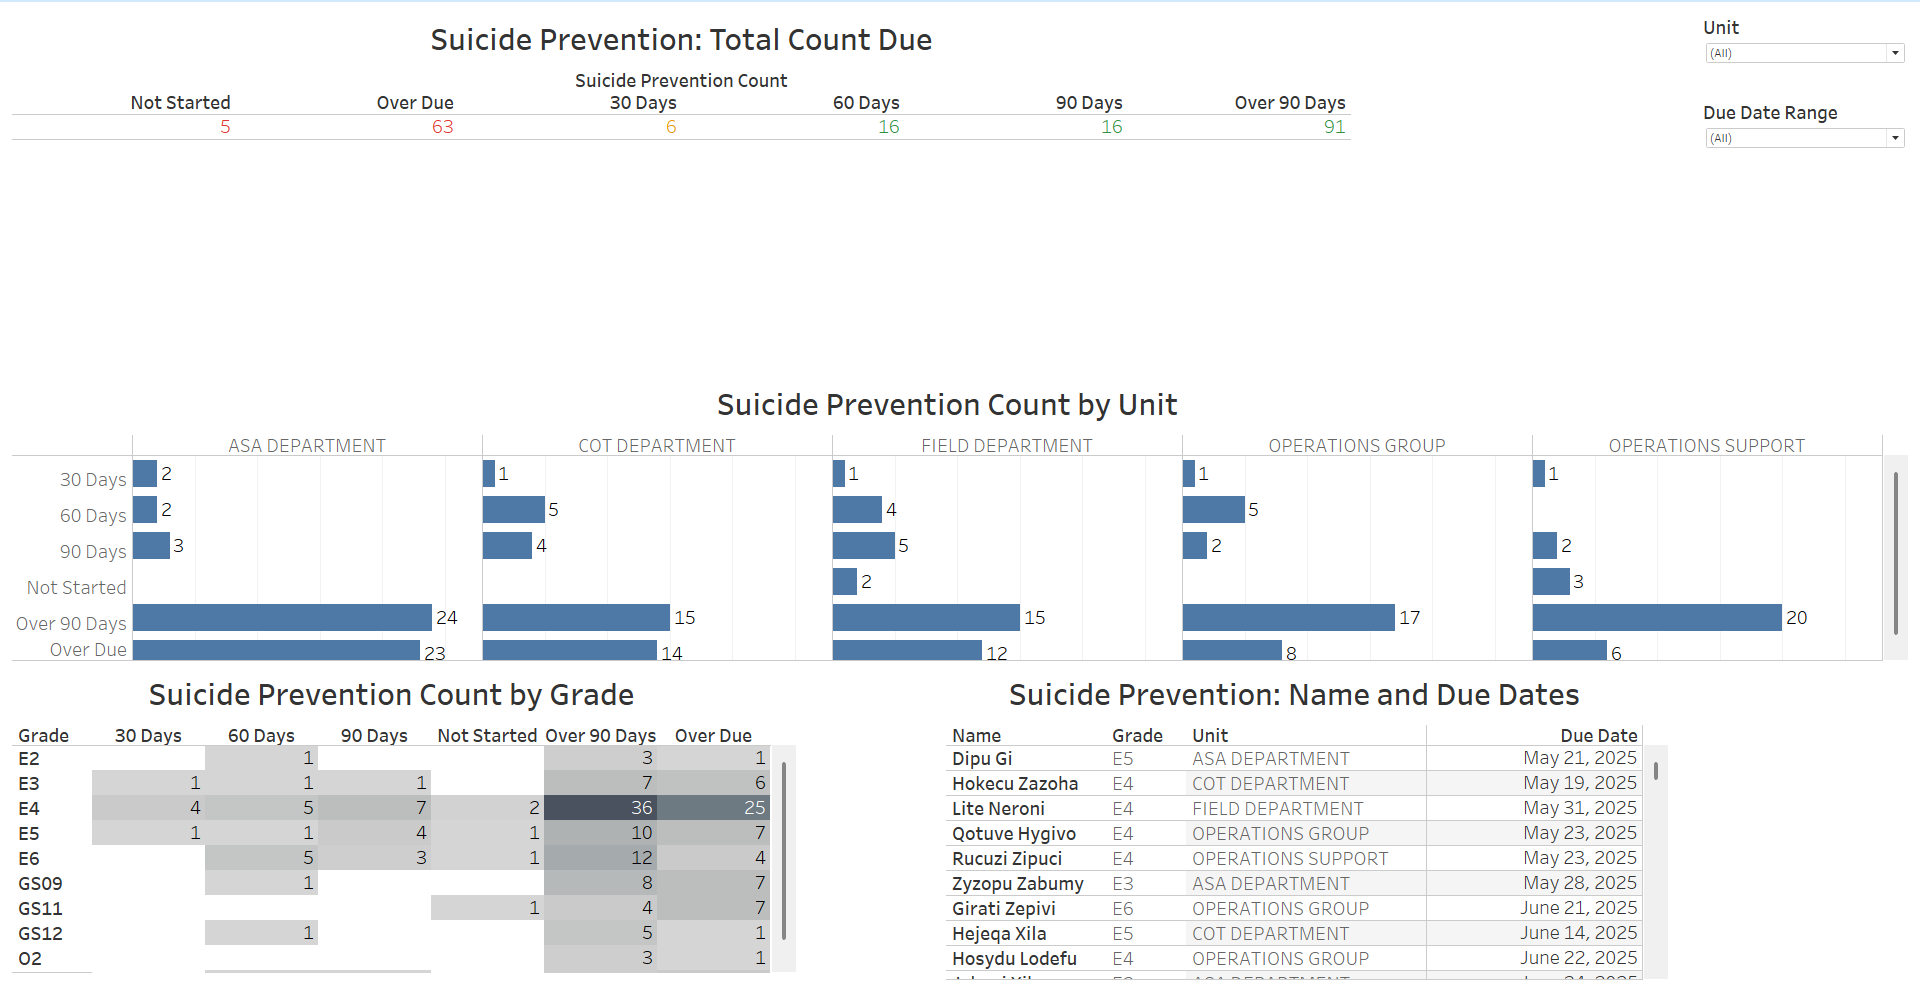 Suicide Prevention: Total Count Due
Unit
(All)
Suicide Prevention Count
Not Started Over Due 30 Days 60 Days 90 Days Over 90 Days
5 63 6 16 16 91
Due Date Range
(All)
Suicide Prevention Count by Unit
ASA DEPARTMENT COT DEPARTMENT FIELD DEPARTMENT OPERATIONS GROUP OPERATIONS SUPPORT
30 Days 2 1 1 1 1
60 Days 2 5 4 5
90 Days 3 4 5 2 2
Not Started 2 3
Over 90 Days 24 15 15 17 20
Over Due 23 14 12 8 6
Suicide Prevention Count by Grade
Grade 30 Days 60 Days 90 Days Not Started Over 90 Days Over Due
E2 1 3 1
E3 1 1 1 7 6
E4 4 5 7 2 36 25
E5 1 1 4 1 10 7
E6 5 3 1 12 4
GS09 1 8 7
GS11 1 4 7
GS12 1 5 1
O2 3 1
Suicide Prevention: Name and Due Dates
Name Grade Unit Due Date
Dipu Gi E5 ASA DEPARTMENT May 21, 2025
Hokecu Zazoha E4 COT DEPARTMENT May 19, 2025
Lite Neroni E4 FIELD DEPARTMENT May 31, 2025
Qotuve Hygivo E4 OPERATIONS GROUP May 23, 2025
Rucuzi Zipuci E4 OPERATIONS SUPPORT May 23, 2025
Zyzopu Zabumy E3 ASA DEPARTMENT May 28, 2025
Girati Zepivi E6 OPERATIONS GROUP June 21, 2025
Hejeqa Xila E5 COT DEPARTMENT June 14, 2025
Hosydu Lodefu E4 OPERATIONS GROUP June 22, 2025